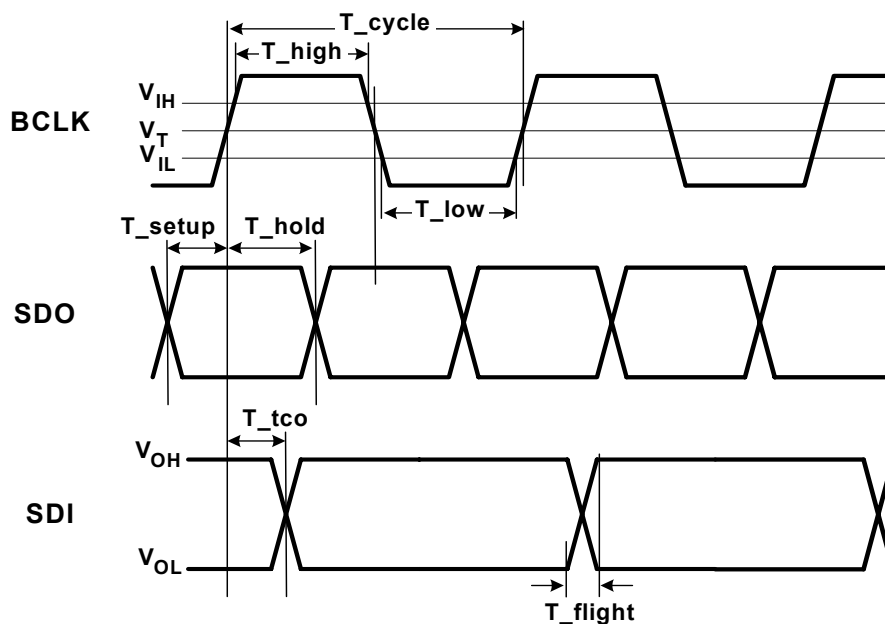 T_cycle
T_high
V_IH
BCLK
V_T
V_IL
T_low
T_setup
T_hold
SDO
T_tco
V_OH
SDI
V_OL
T_flight